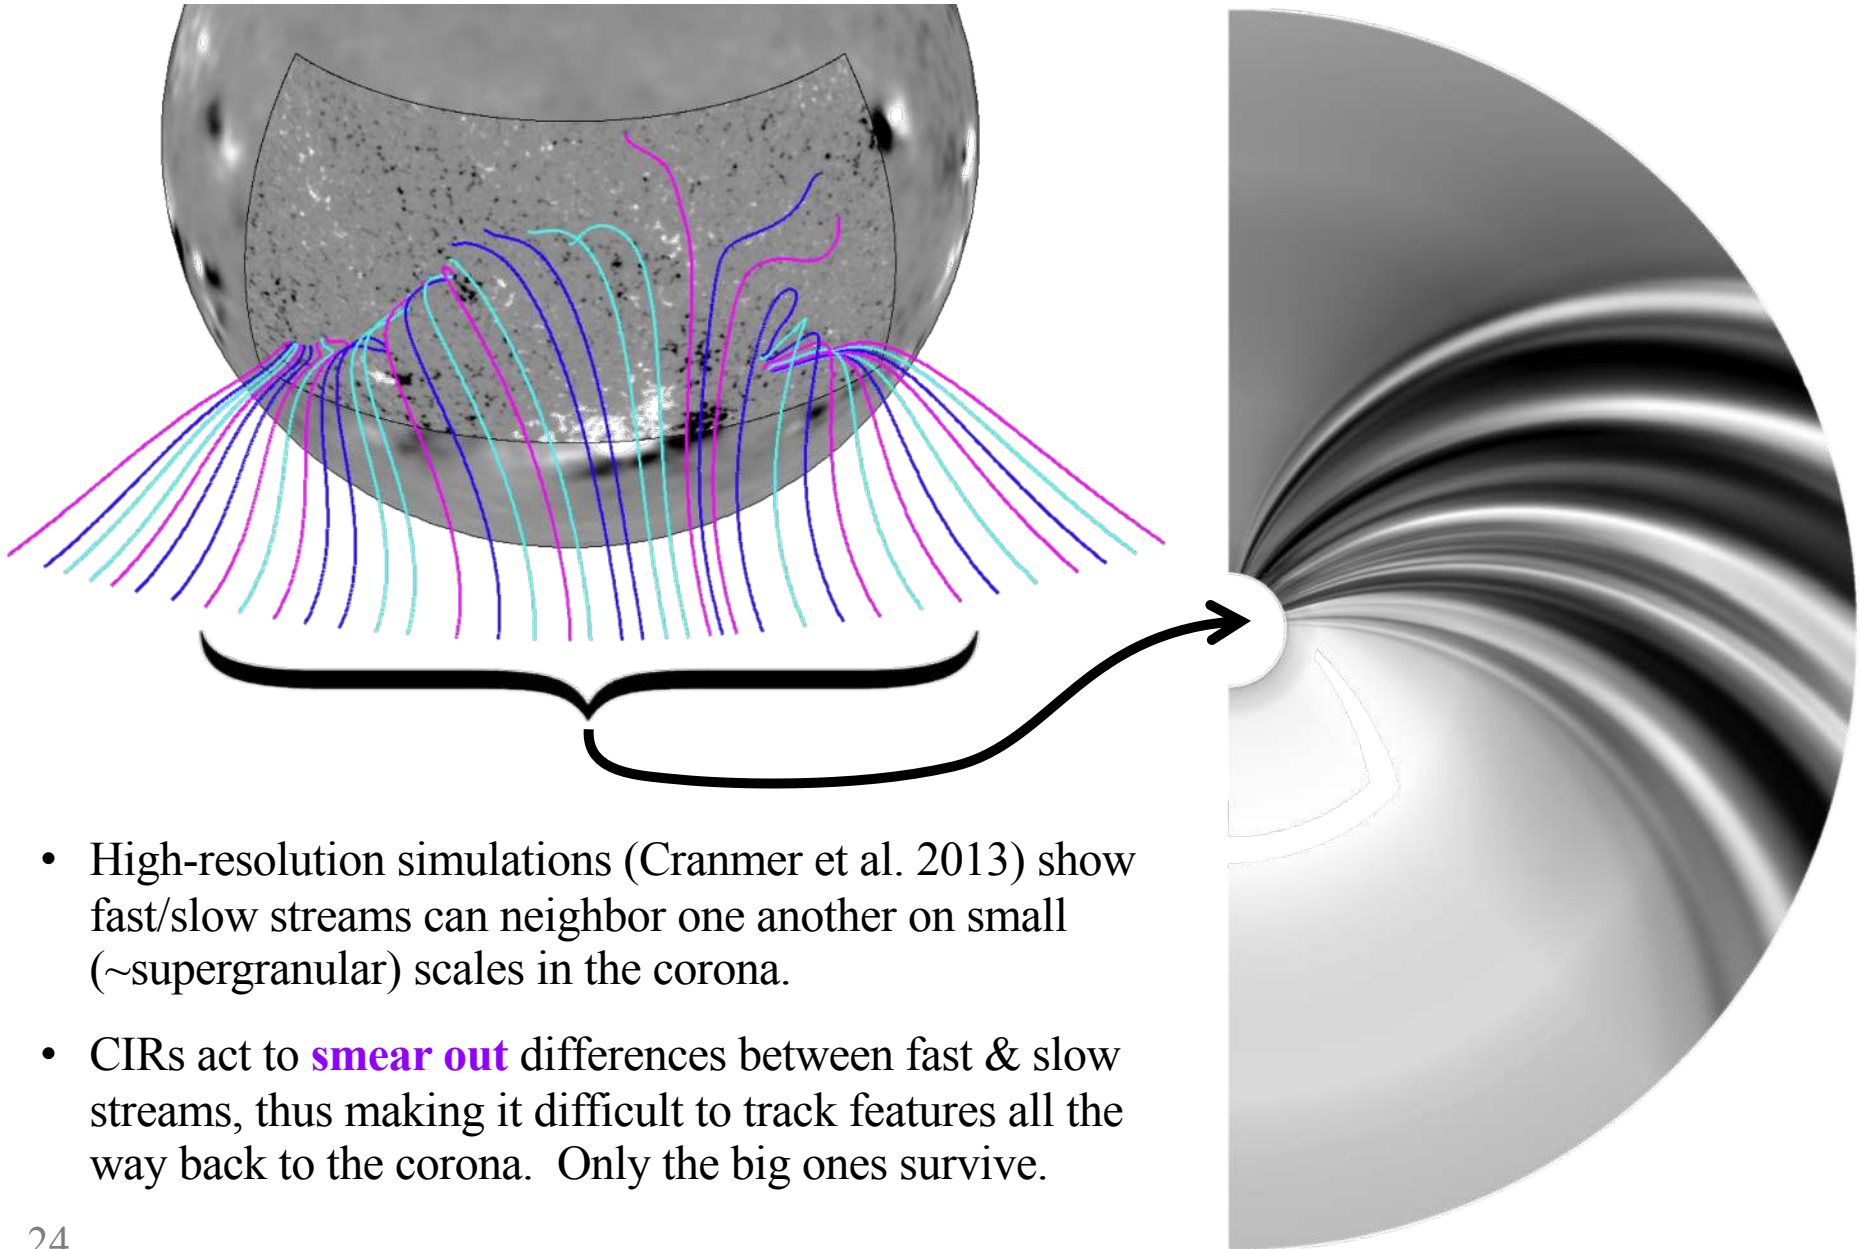 • High-resolution simulations (Cranmer et al. 2013) show
fast/slow streams can neighbor one another on small
(~supergranular) scales in the corona.
• CIRs act to smear out differences between fast & slow
streams, thus making it difficult to track features all the
way back to the corona.  Only the big ones survive.
24